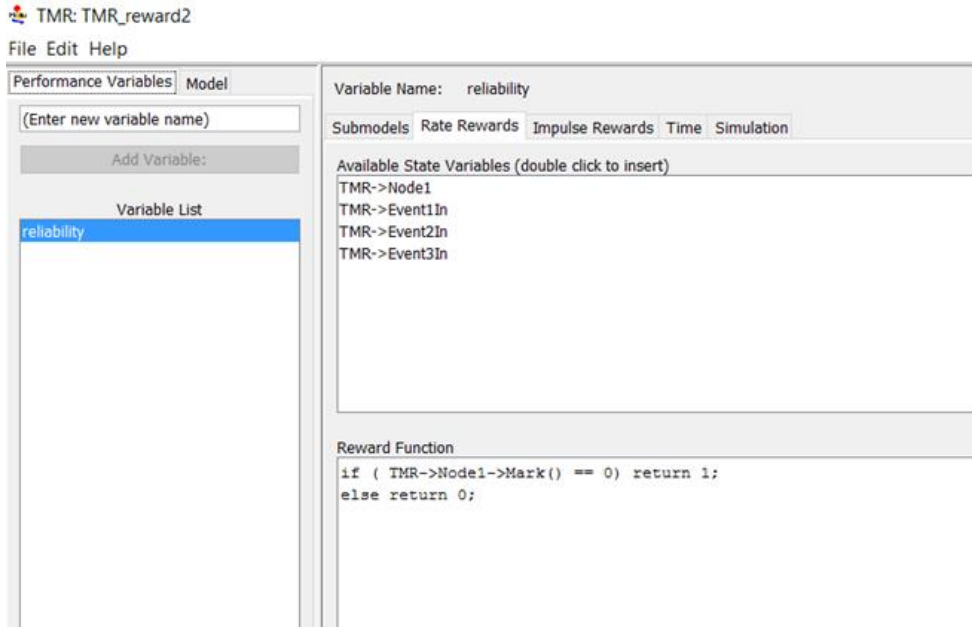 TMR: TMR_reward2
File Edit Help
Performance Variables Model
(Enter new variable name)
Add Variable:
Variable List
reliability
Variable Name: reliability
Submodels Rate Rewards Impulse Rewards Time Simulation
Available State Variables (double click to insert)
TMR->Node1
TMR->Event1In
TMR->Event2In
TMR->Event3In
Reward Function
if ( TMR->Node1->Mark() == 0) return 1;
else return 0;